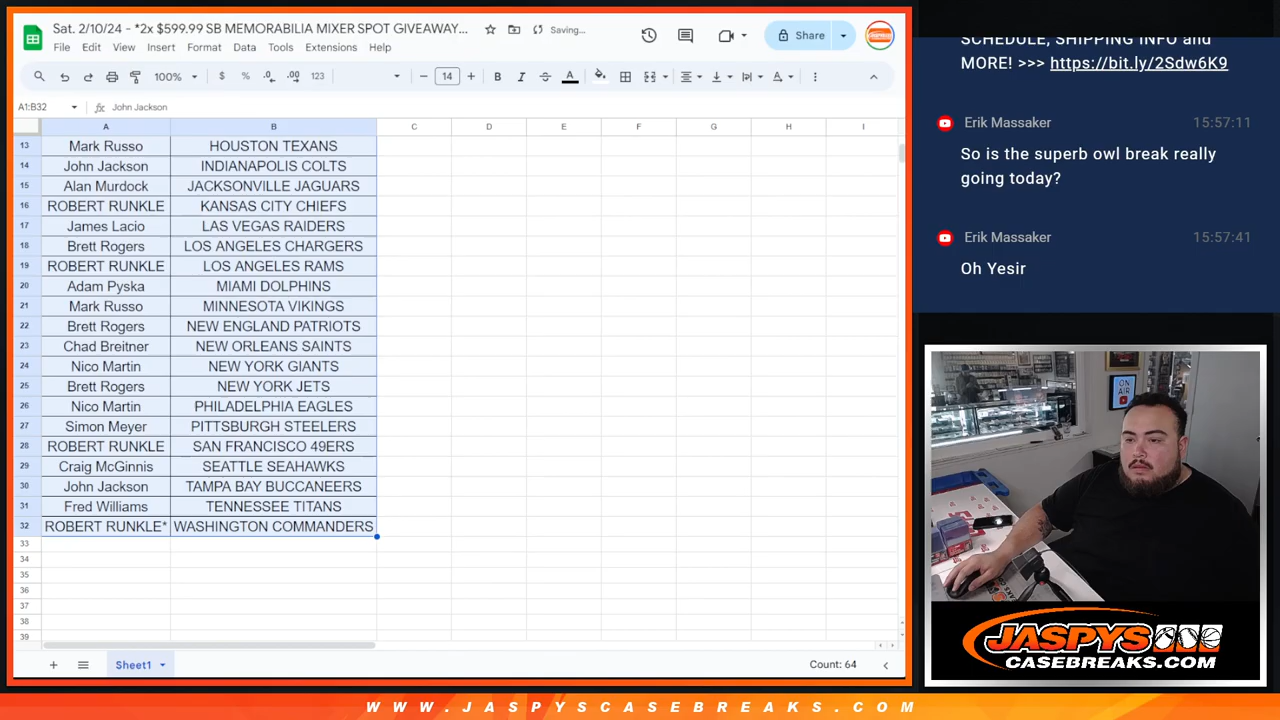 Sat. 2/10/24 - *2x $599.99 SB MEMORABILIA MIXER SPOT GIVEAWAY...
Saving...
Share
File Edit View Insert Format Data Tools Extensions Help
100% $ % .0 .00 123 14 B I S A
A1:B32 fx John Jackson
A B C D E F G H I
13 Mark Russo HOUSTON TEXANS
14 John Jackson INDIANAPOLIS COLTS
15 Alan Murdock JACKSONVILLE JAGUARS
16 ROBERT RUNKLE KANSAS CITY CHIEFS
17 James Lacio LAS VEGAS RAIDERS
18 Brett Rogers LOS ANGELES CHARGERS
19 ROBERT RUNKLE LOS ANGELES RAMS
20 Adam Pyska MIAMI DOLPHINS
21 Mark Russo MINNESOTA VIKINGS
22 Brett Rogers NEW ENGLAND PATRIOTS
23 Chad Breitner NEW ORLEANS SAINTS
24 Nico Martin NEW YORK GIANTS
25 Brett Rogers NEW YORK JETS
26 Nico Martin PHILADELPHIA EAGLES
27 Simon Meyer PITTSBURGH STEELERS
28 ROBERT RUNKLE SAN FRANCISCO 49ERS
29 Craig McGinnis SEATTLE SEAHAWKS
30 John Jackson TAMPA BAY BUCCANEERS
31 Fred Williams TENNESSEE TITANS
32 ROBERT RUNKLE* WASHINGTON COMMANDERS
33
34
35
36
37
38
39
Sheet1
Count: 64
SCHEDULE, SHIPPING INFO and
MORE! >>> https://bit.ly/2Sdw6K9
Erik Massaker 15:57:11
So is the superb owl break really
going today?
Erik Massaker 15:57:41
Oh Yesir
ON
AIR
JASPYS
CASEBREAKS.COM
WWW.JASPYSCASEBREAKS.COM